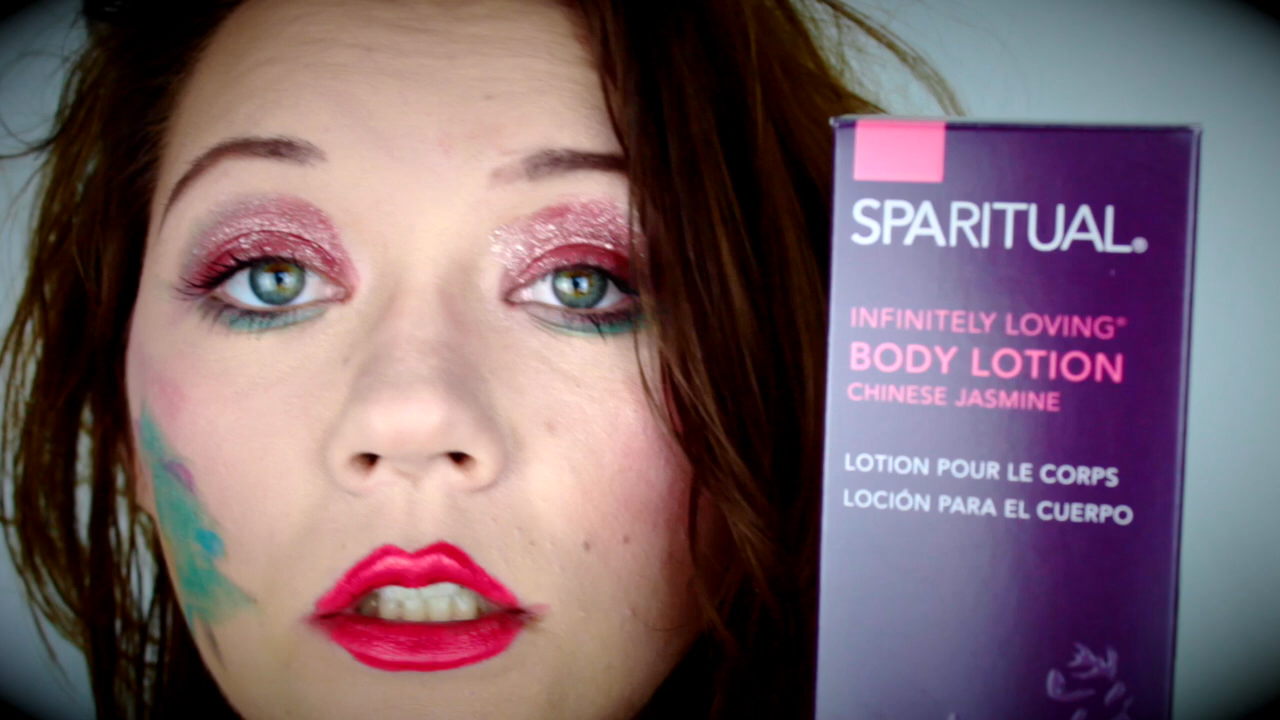 SPARITUAL®
INFINITELY LOVING®
BODY LOTION
CHINESE JASMINE
LOTION POUR LE CORPS
LOCIÓN PARA EL CUERPO